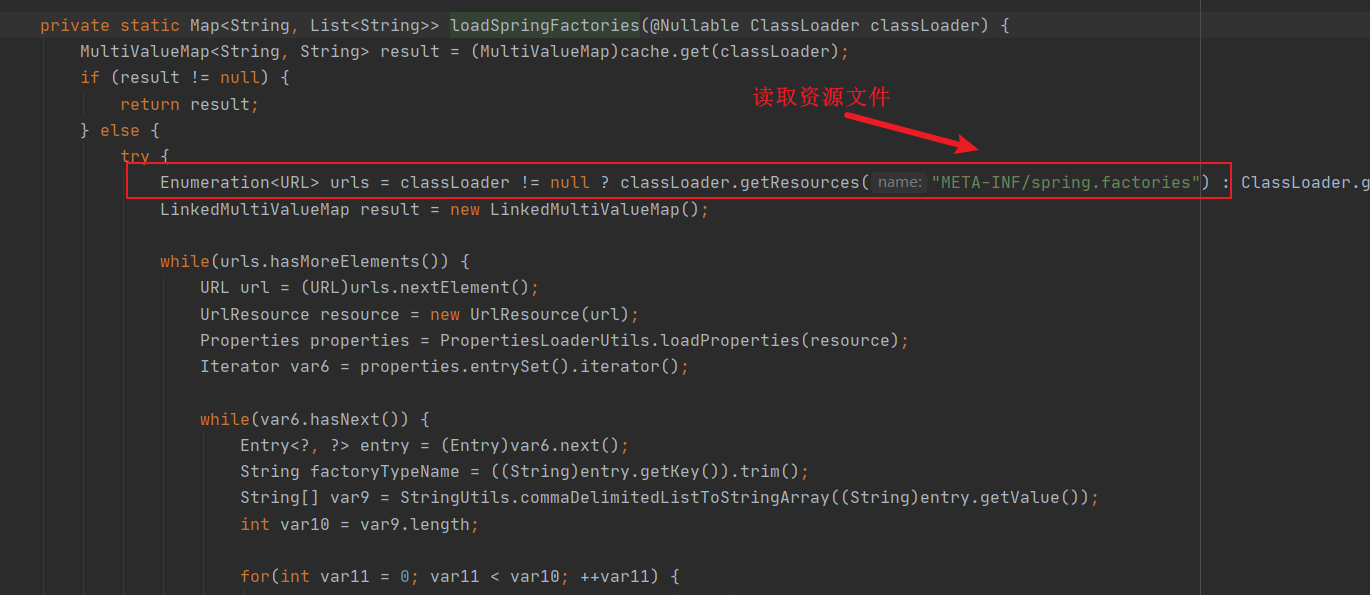 private static Map<String, List<String>> loadSpringFactories(@Nullable ClassLoader classLoader) {
MultiValueMap<String, String> result = (MultiValueMap)cache.get(classLoader);
if (result != null) {
return result;
读取资源文件
} else {
try {
Enumeration<URL> urls = classLoader != null ? classLoader.getResources( name: "META-INF/spring.factories") : ClassLoader.g
LinkedMultiValueMap result = new LinkedMultiValueMap();
while(urls.hasMoreElements()) {
URL url = (URL)urls.nextElement();
UrlResource resource = new UrlResource(url);
Properties properties = PropertiesLoaderUtils.loadProperties(resource);
Iterator var6 = properties.entrySet().iterator();
while(var6.hasNext()) {
Entry<?, ?> entry = (Entry)var6.next();
String factoryTypeName = ((String)entry.getKey()).trim();
String[] var9 = StringUtils.commaDelimitedListToStringArray((String)entry.getValue());
int var10 = var9.length;
for(int var11 = 0; var11 < var10; ++var11) {